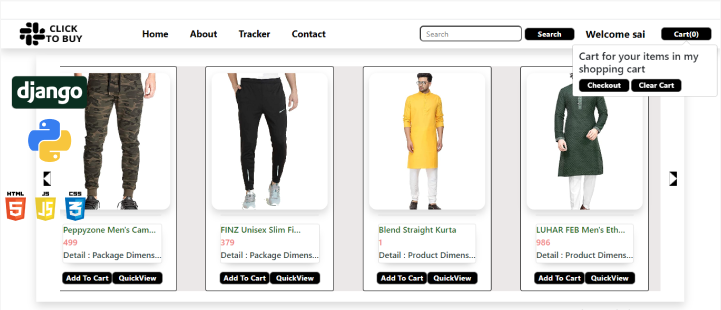 CLICK
TO BUY
Home
About
Tracker
Contact
Search
Search
Welcome sai
Cart(0)
Cart for your items in my
shopping cart
Checkout
Clear Cart
django
HTML
JS
CSS
5
JS
3
Peppyzone Men's Cam...
499
Detail : Package Dimens...
Add To Cart
QuickView
FINZ Unisex Slim Fi...
379
Detail : Package Dimens...
Add To Cart
QuickView
Blend Straight Kurta
1
Detail : Product Dimens...
Add To Cart
QuickView
LUHAR FEB Men's Eth...
986
Detail : Product Dimens...
Add To Cart
QuickView